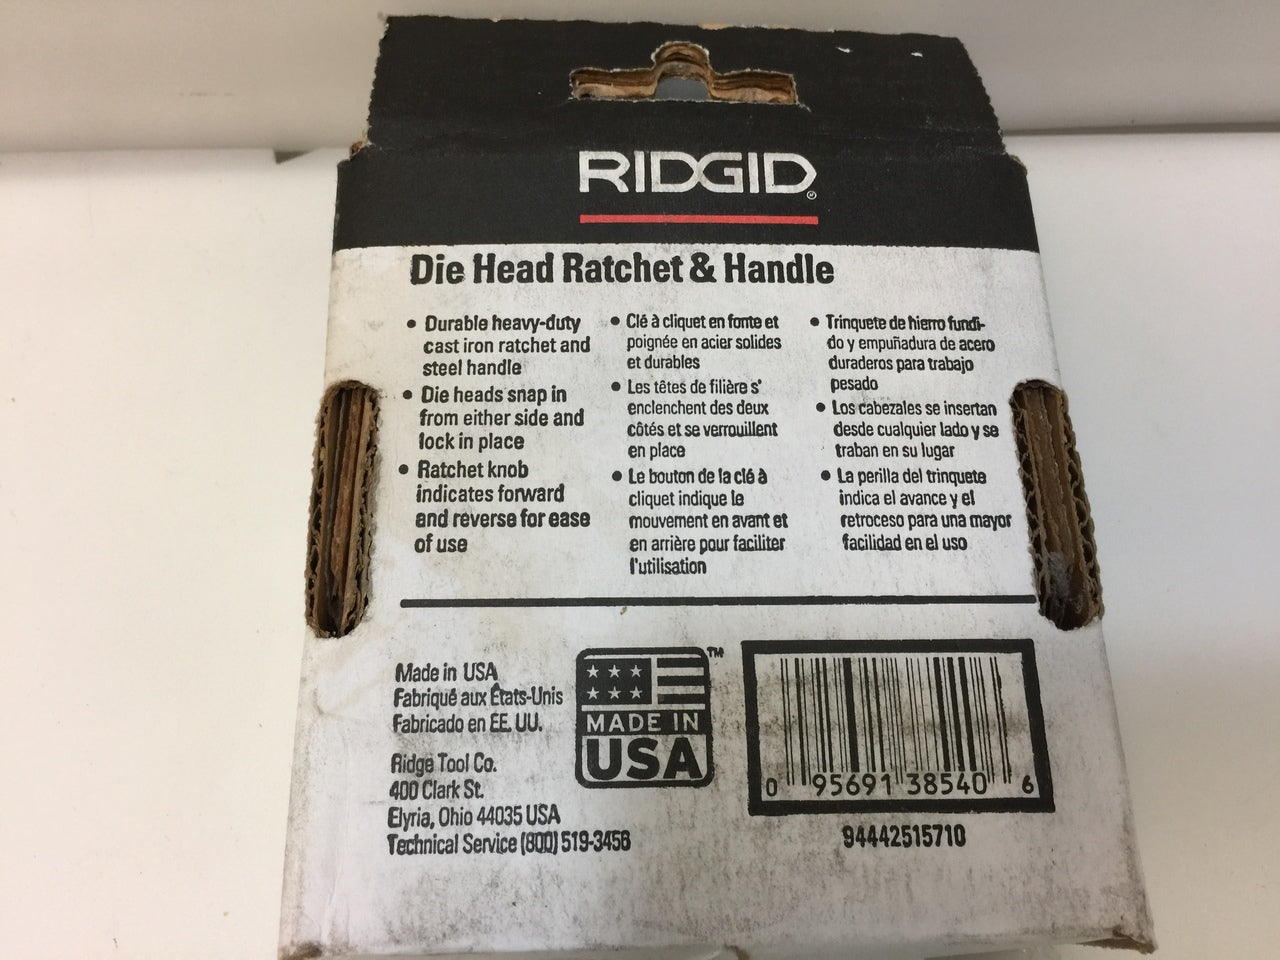 RIDGID®
Die Head Ratchet & Handle
• Durable heavy-duty
cast iron ratchet and
steel handle
• Die heads snap in
from either side and
lock in place
• Ratchet knob
indicates forward
and reverse for ease
of use
• Clé à cliquet en fonte et
poignée en acier solides
et durables
• Les têtes de filière s'
enclenchent des deux
côtés et se verrouillent
en place
• Le bouton de la clé à
cliquet indique le
mouvement en avant et
en arrière pour faciliter
l'utilisation
• Trinquete de hierro fundi-
do y empuñadura de acero
duraderos para trabajo
pesado
• Los cabezales se insertan
desde cualquier lado y se
traban en su lugar
• La perilla del trinquete
indica el avance y el
retroceso para una mayor
facilidad en el uso
Made in USA
Fabriqué aux États-Unis
Fabricado en EE. UU.
Ridge Tool Co.
400 Clark St.
Elyria, Ohio 44035 USA
Technical Service (800) 519-3456
MADE IN
USA
TM
0 95691 38540 6
94442515710